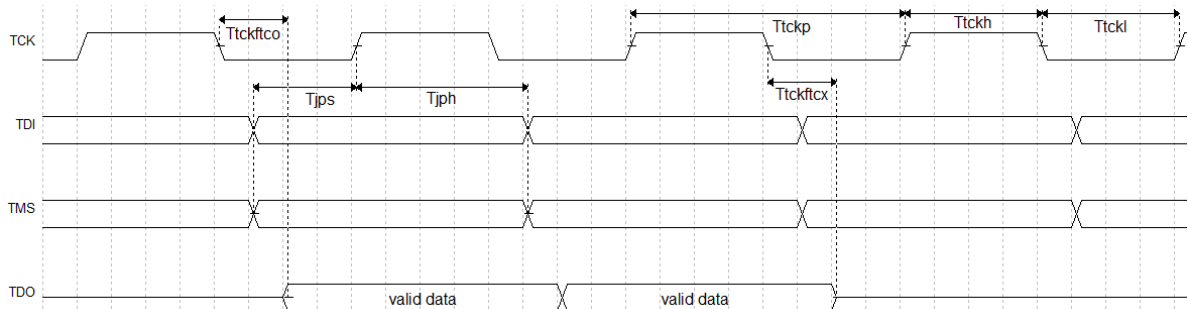 Ttckftco
Ttckp
Ttckh
Ttckl
TCK
Tjps
Tjph
Ttckftcx
TDI
TMS
TDO
valid data
valid data